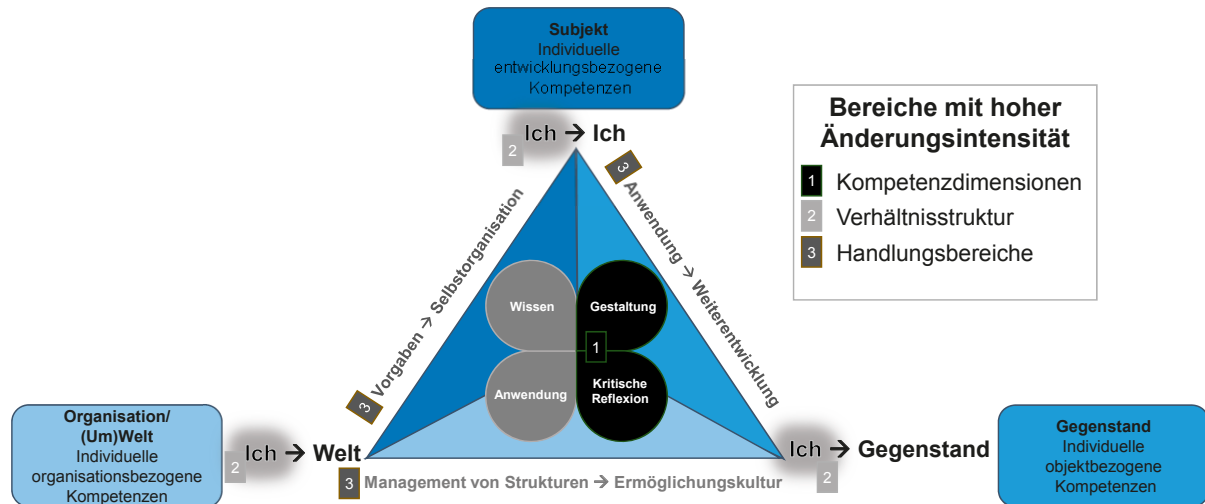 Subjekt
Individuelle
entwicklungsbezogene
Kompetenzen
Ich → Ich
2
Bereiche mit hoher
Änderungsintensität
1 Kompetenzdimensionen
2 Verhältnisstruktur
3 Handlungsbereiche
3 Vorgaben → Selbstorganisation
3 Anwendung → Weiterentwicklung
Wissen
Gestaltung
1
Anwendung
Kritische
Reflexion
Organisation/
(Um)Welt
Individuelle
organisationsbezogene
Kompetenzen
2 Ich → Welt
Ich → Gegenstand
2
Gegenstand
Individuelle
objektbezogene
Kompetenzen
3 Management von Strukturen → Ermöglichungskultur